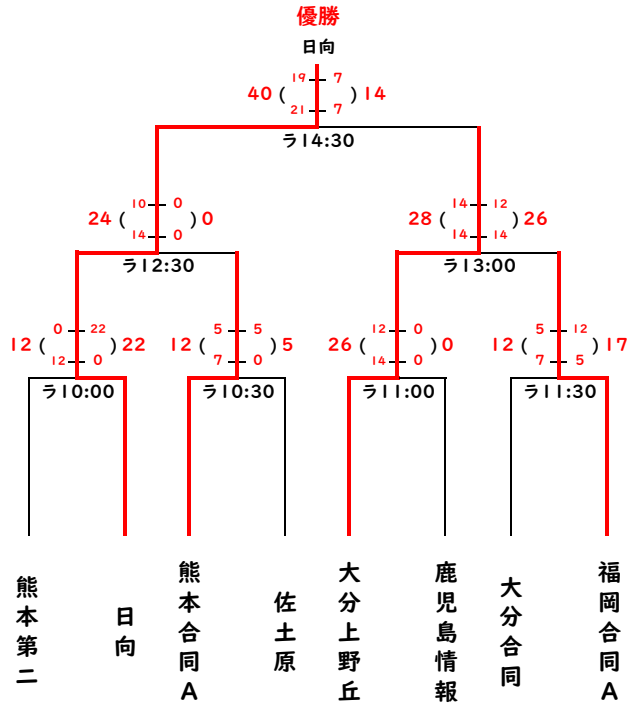 優勝
日向
19 7
40 ( ) 14
21 7
ラ14:30
10 0
24 ( ) 0
14 0
ラ12:30
14 12
28 ( ) 26
14 14
ラ13:00
0 22
12 ( ) 22
12 0
ラ10:00
5 5
12 ( ) 5
7 0
ラ10:30
12 0
26 ( ) 0
14 0
ラ11:00
5 12
12 ( ) 17
7 5
ラ11:30
熊本第二
日向
熊本合同A
佐土原
大分上野丘
鹿児島情報
大分合同
福岡合同A